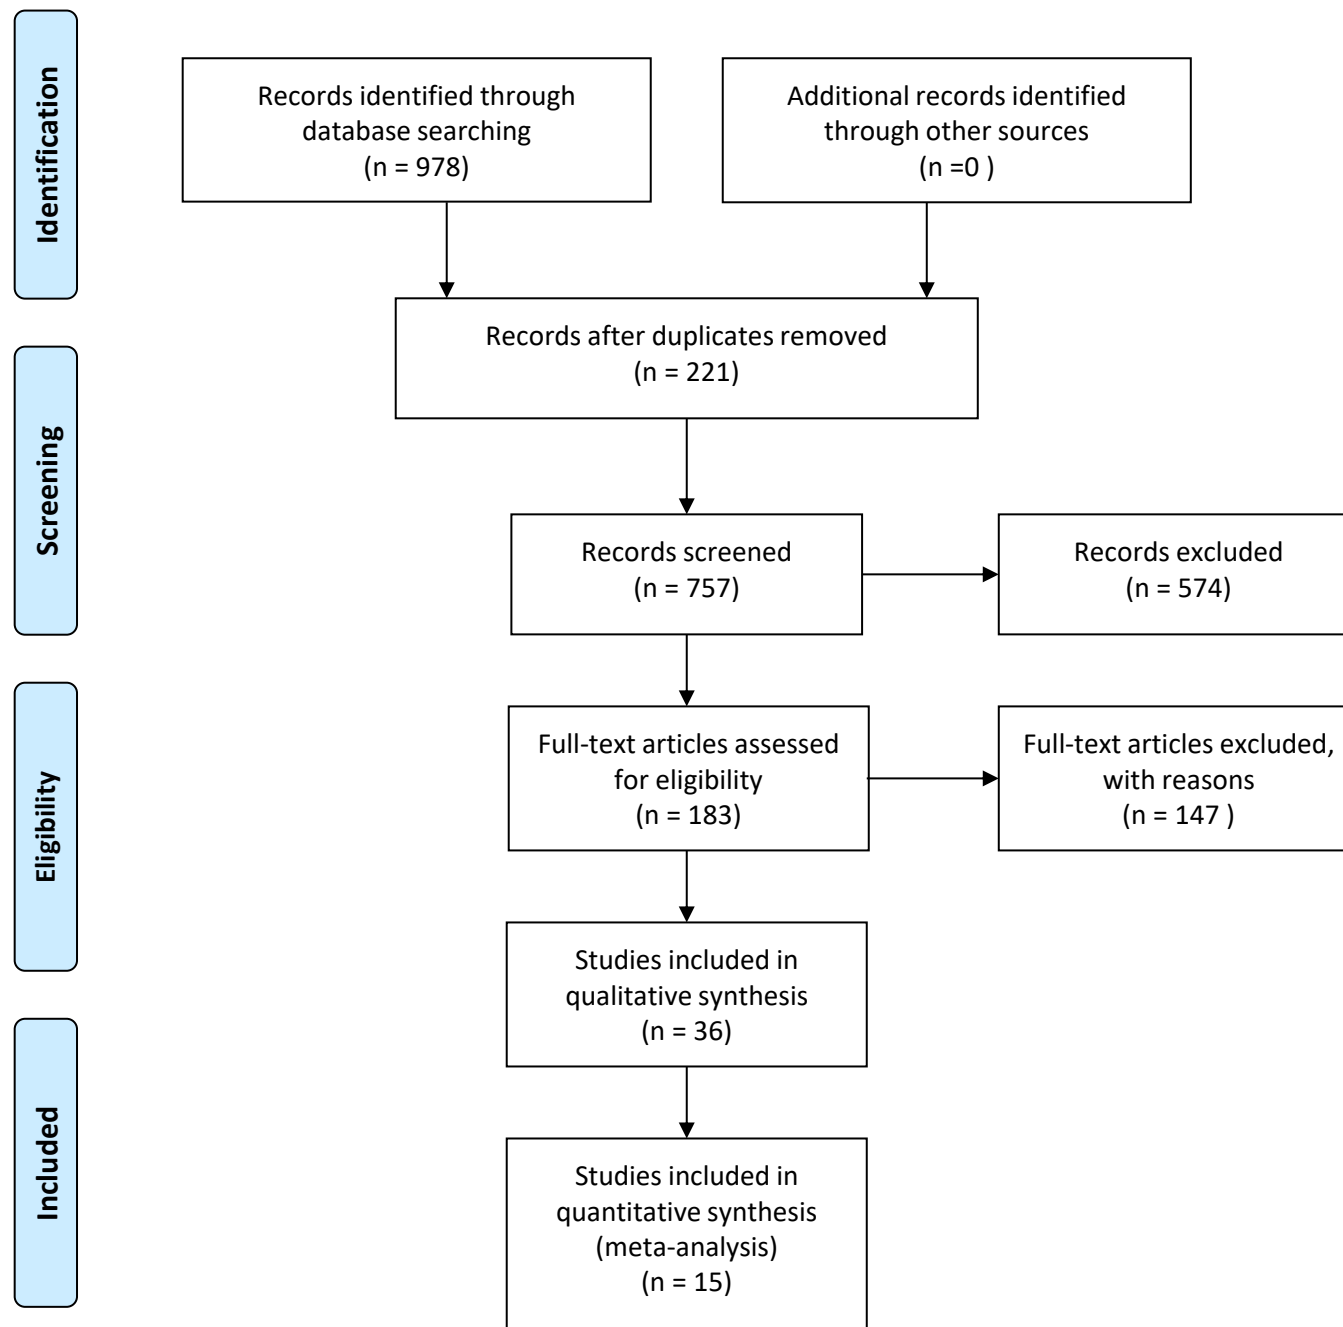 Identification
Records identified through
database searching
(n = 978)
Additional records identified
through other sources
(n =0 )
Records after duplicates removed
(n = 221)
Screening
Records screened
(n = 757)
Records excluded
(n = 574)
Eligibility
Full-text articles assessed
for eligibility
(n = 183)
Full-text articles excluded,
with reasons
(n = 147 )
Studies included in
qualitative synthesis
(n = 36)
Included
Studies included in
quantitative synthesis
(meta-analysis)
(n = 15)